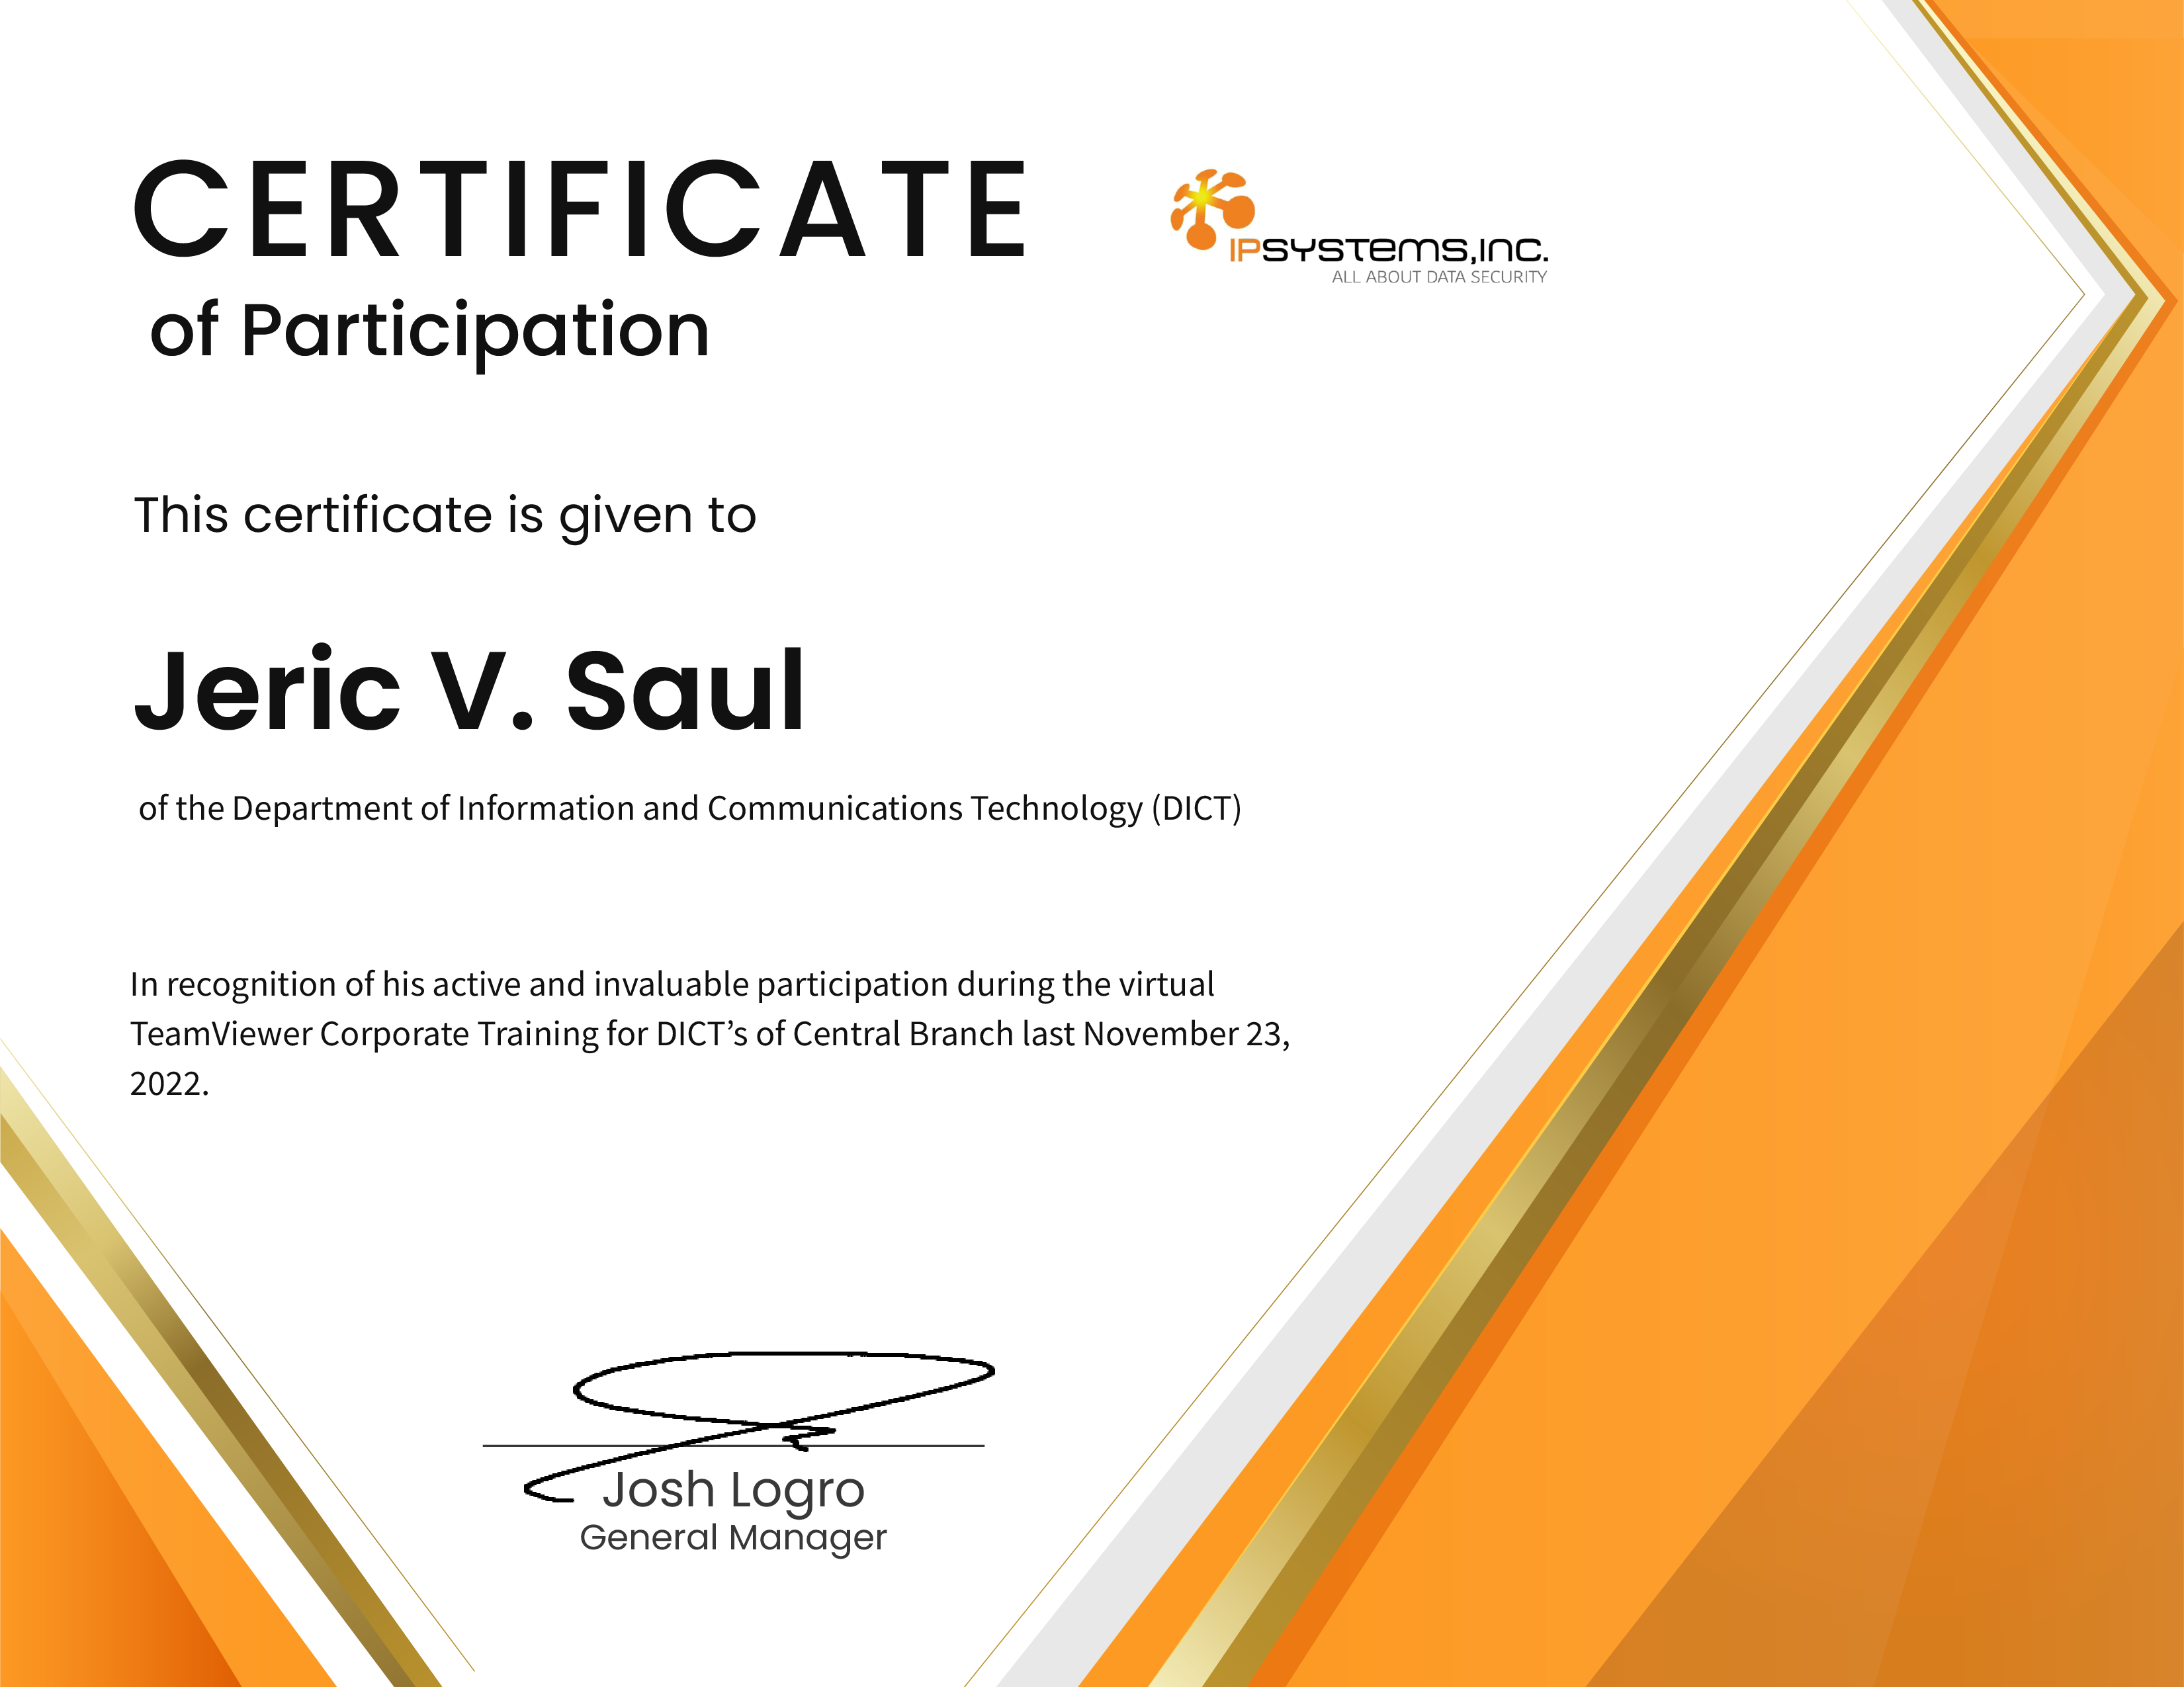 CERTIFICATE
of Participation
IPSYSTEMS,INC.
ALL ABOUT DATA SECURITY
This certificate is given to
Jeric V. Saul
of the Department of Information and Communications Technology (DICT)
In recognition of his active and invaluable participation during the virtual
TeamViewer Corporate Training for DICT’s of Central Branch last November 23,
2022.
Josh Logro
General Manager